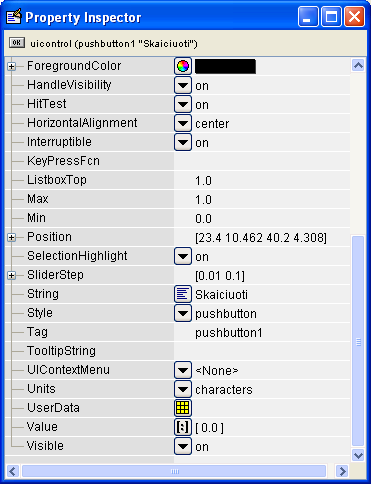 Property Inspector
OK uicontrol (pushbutton1 "Skaiciuoti")
ForegroundColor
HandleVisibility on
HitTest on
HorizontalAlignment center
Interruptible on
KeyPressFcn
ListboxTop 1.0
Max 1.0
Min 0.0
Position [23.4 10.462 40.2 4.308]
SelectionHighlight on
SliderStep [0.01 0.1]
String Skaiciuoti
Style pushbutton
Tag pushbutton1
TooltipString
UIContextMenu <None>
Units characters
UserData
Value [ 0.0 ]
Visible on